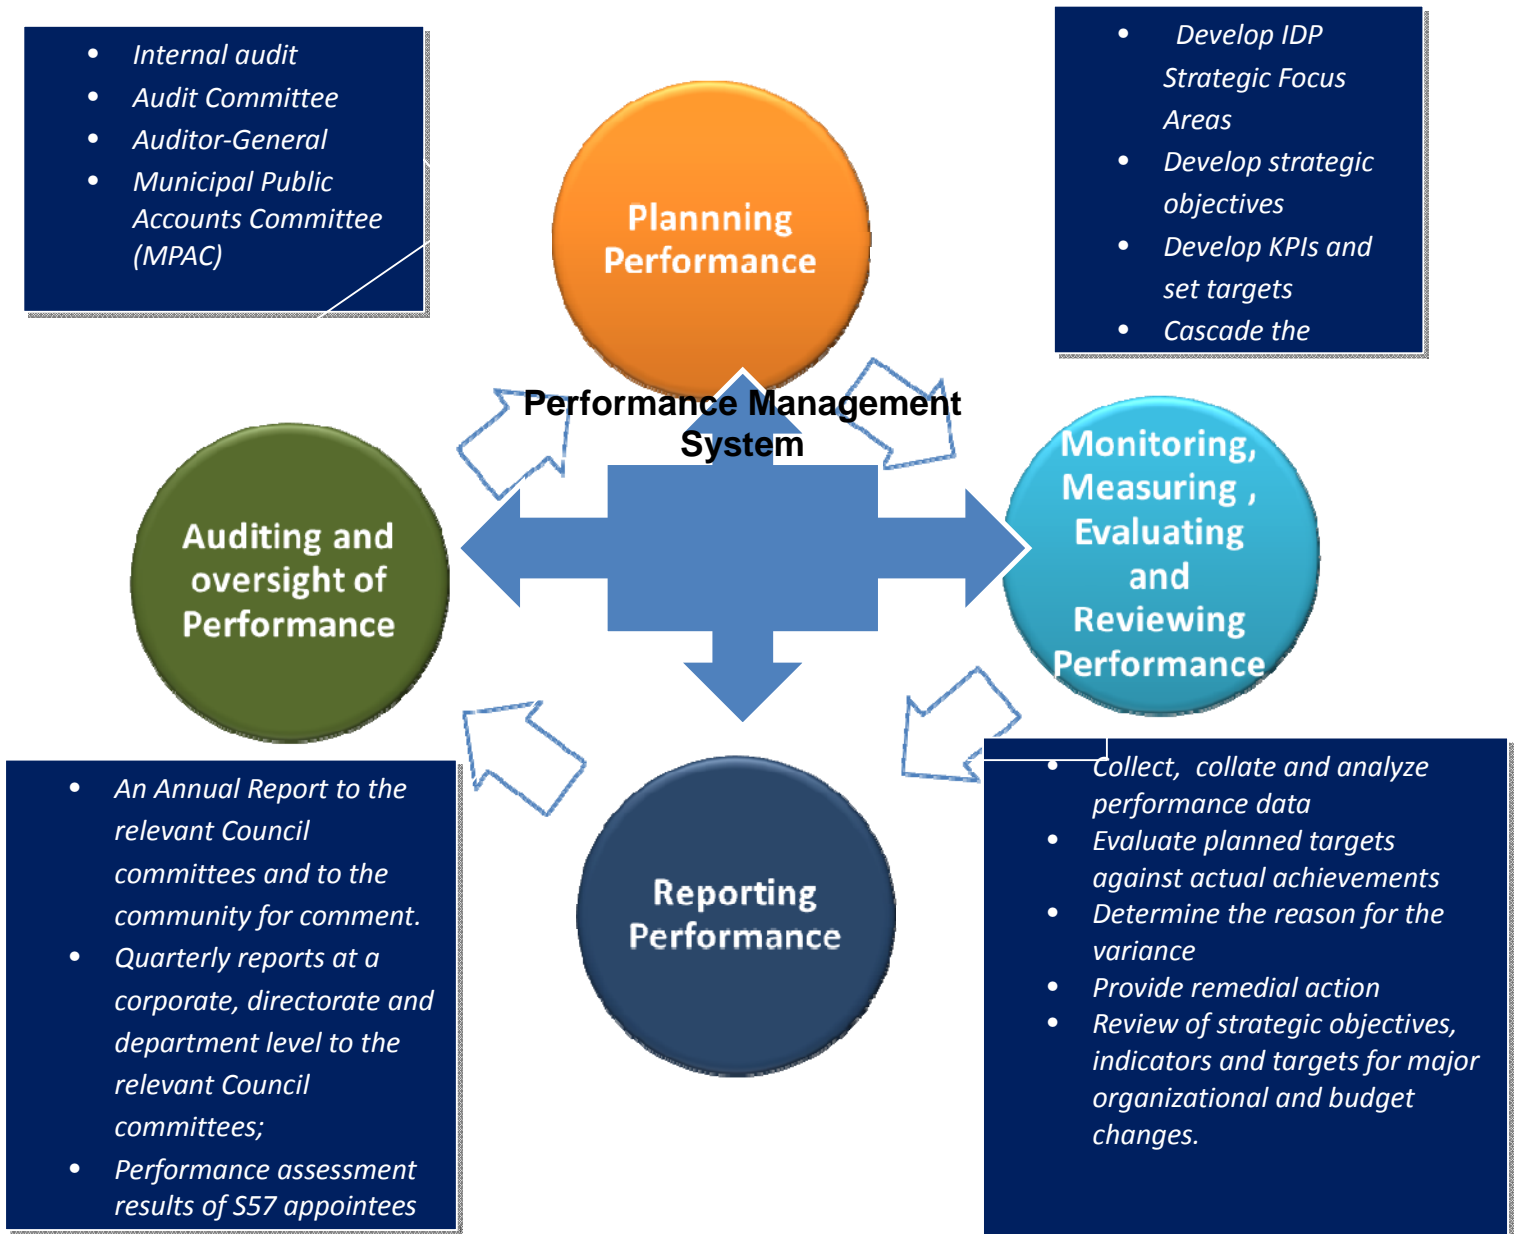 • Internal audit
• Audit Committee
• Auditor-General
• Municipal Public
Accounts Committee
(MPAC)
• Develop IDP
Strategic Focus
Areas
• Develop strategic
objectives
• Develop KPIs and
set targets
• Cascade the
Plannning
Performance
Performance Management
System
Auditing and
oversight of
Performance
Monitoring,
Measuring ,
Evaluating
and
Reviewing
Performance
Reporting
Performance
• An Annual Report to the
relevant Council
committees and to the
community for comment.
• Quarterly reports at a
corporate, directorate and
department level to the
relevant Council
committees;
• Performance assessment
results of S57 appointees
• Collect, collate and analyze
performance data
• Evaluate planned targets
against actual achievements
• Determine the reason for the
variance
• Provide remedial action
• Review of strategic objectives,
indicators and targets for major
organizational and budget
changes.